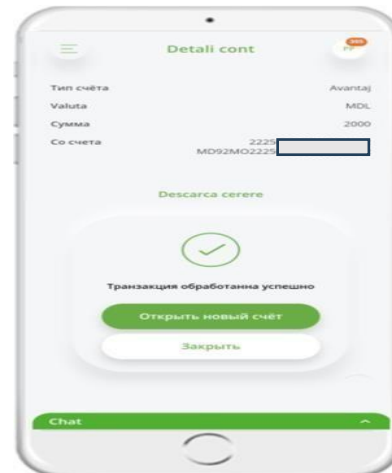 Detali cont
Тип счёта Avantaj
Valuta MDL
Сумма 2000
Со счета 2225
MD92MO2225
Descarca cerere
Транзакция обработанна успешно
Открыть новый счёт
Закрыть
Chat